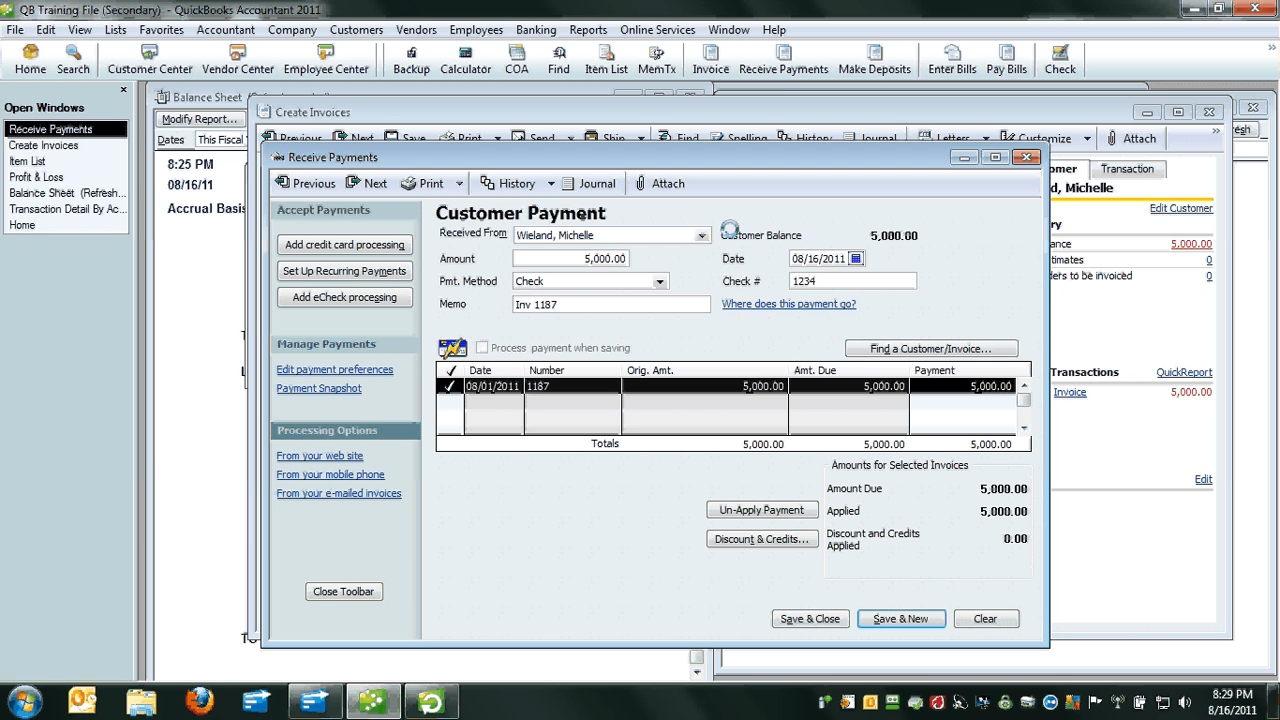 QB Training File (Secondary) - QuickBooks Accountant 2011
File Edit View Lists Favorites Accountant Company Customers Vendors Employees Banking Reports Online Services Window Help
Home Search Customer Center Vendor Center Employee Center Backup Calculator COA Find Item List MemTx Invoice Receive Payments Make Deposits Enter Bills Pay Bills Check
Open Windows
Receive Payments
Create Invoices
Item List
Profit & Loss
Balance Sheet (Refresh...
Transaction Detail By Ac...
Home
Balance Sheet
Modify Report...
Dates This Fiscal
8:25 PM
08/16/11
Accrual Basis
Create Invoices
Previous Next Save Print Send Ship Find Spelling History Journal Letters Customize Attach
Receive Payments
Previous Next Print History Journal Attach
Accept Payments
Add credit card processing
Set Up Recurring Payments
Add eCheck processing
Manage Payments
Edit payment preferences
Payment Snapshot
Processing Options
From your web site
From your mobile phone
From your e-mailed invoices
Close Toolbar
Customer Payment
Received From Wieland, Michelle Customer Balance 5,000.00
Amount 5,000.00 Date 08/16/2011
Pmt. Method Check Check # 1234
Memo Inv 1187 Where does this payment go?
Process payment when saving Find a Customer/Invoice...
✓ Date Number Orig. Amt. Amt. Due Payment
✓ 08/01/2011 1187 5,000.00 5,000.00 5,000.00
Totals 5,000.00 5,000.00 5,000.00
Amounts for Selected Invoices
Amount Due 5,000.00
Un-Apply Payment Applied 5,000.00
Discount & Credits... Discount and Credits Applied 0.00
Save & Close Save & New Clear
omer Transaction
d, Michelle
Edit Customer
ry
ance 5,000.00
timates 0
ders to be invoiced 0
Transactions QuickReport
Invoice 5,000.00
Edit
esh
TO
8:29 PM
8/16/2011